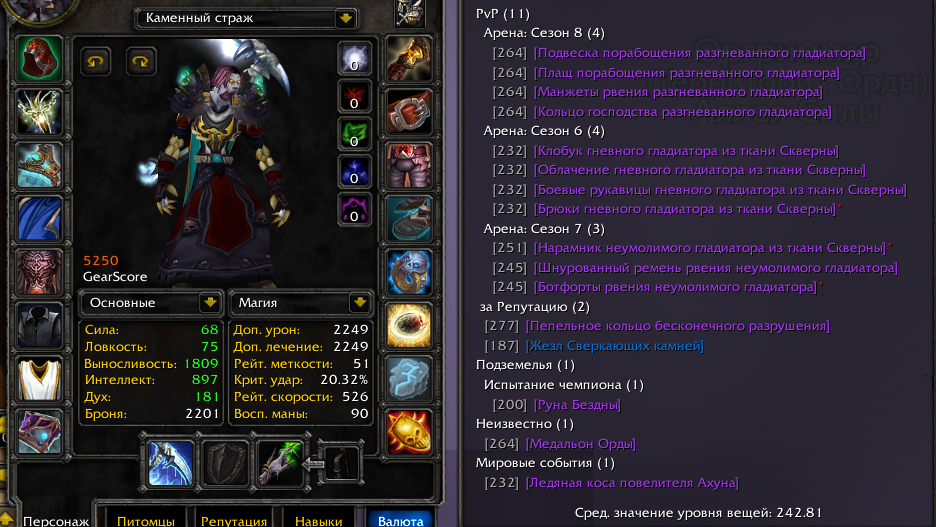 Каменный страж
0
0
0
0
0
5250
GearScore
Основные
Магия
Сила: 68
Ловкость: 75
Выносливость: 1809
Интеллект: 897
Дух: 181
Броня: 2201
Доп. урон: 2249
Доп. лечение: 2249
Рейт. меткости: 51
Крит. удар: 20.32%
Рейт. скорости: 526
Восп. маны: 90
Персонаж
Питомцы
Репутация
Навыки
Валюта
PvP (11)
Арена: Сезон 8 (4)
[264] [Подвеска порабощения разгневанного гладиатора]
[264] [Плащ порабощения разгневанного гладиатора]
[264] [Манжеты рвения разгневанного гладиатора]
[264] [Кольцо господства разгневанного гладиатора]
Арена: Сезон 6 (4)
[232] [Клобук гневного гладиатора из ткани Скверны]
[232] [Облачение гневного гладиатора из ткани Скверны]
[232] [Боевые рукавицы гневного гладиатора из ткани Скверны]
[232] [Брюки гневного гладиатора из ткани Скверны]*
Арена: Сезон 7 (3)
[251] [Нарамник неумолимого гладиатора из ткани Скверны]*
[245] [Шнурованный ремень рвения неумолимого гладиатора]
[245] [Ботфорты рвения неумолимого гладиатора]*
за Репутацию (2)
[277] [Пепельное кольцо бесконечного разрушения]
[187] [Жезл Сверкающих камней]
Подземелья (1)
Испытание чемпиона (1)
[200] [Руна Бездны]
Неизвестно (1)
[264] [Медальон Орды]
Мировые события (1)
[232] [Ледяная коса повелителя Ахуна]
Сред. значение уровня вещей: 242.81